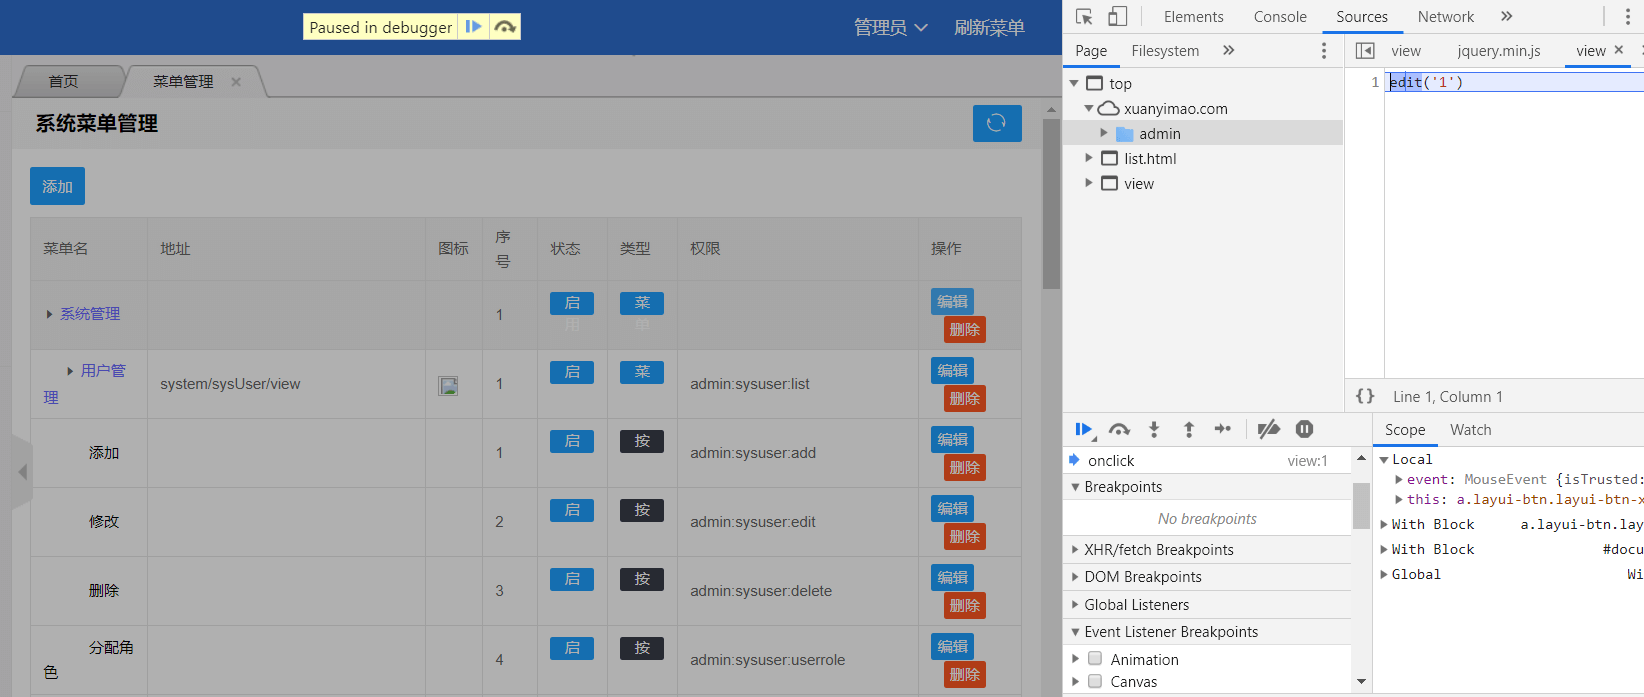 Paused in debugger
管理员
刷新菜单
首页
菜单管理
系统菜单管理
添加
菜单名 地址 图标 序号 状态 类型 权限 操作
系统管理 1 启用 菜单 编辑 删除
用户管理 system/sysUser/view 1 启 菜 admin:sysuser:list 编辑 删除
添加 1 启 按 admin:sysuser:add 编辑 删除
修改 2 启 按 admin:sysuser:edit 编辑 删除
删除 3 启 按 admin:sysuser:delete 编辑 删除
分配角色 4 启 按 admin:sysuser:userrole 编辑 删除
Elements Console Sources Network »
Page Filesystem »
view jquery.min.js view ×
top
xuanyimao.com
admin
list.html
view
1 edit('1')
{} Line 1, Column 1
onclick view:1
Breakpoints
No breakpoints
XHR/fetch Breakpoints
DOM Breakpoints
Global Listeners
Event Listener Breakpoints
Animation
Canvas
Scope Watch
Local
event: MouseEvent {isTrusted:
this: a.layui-btn.layui-btn-x
With Block a.layui-btn.lay
With Block #docu
Global Wi